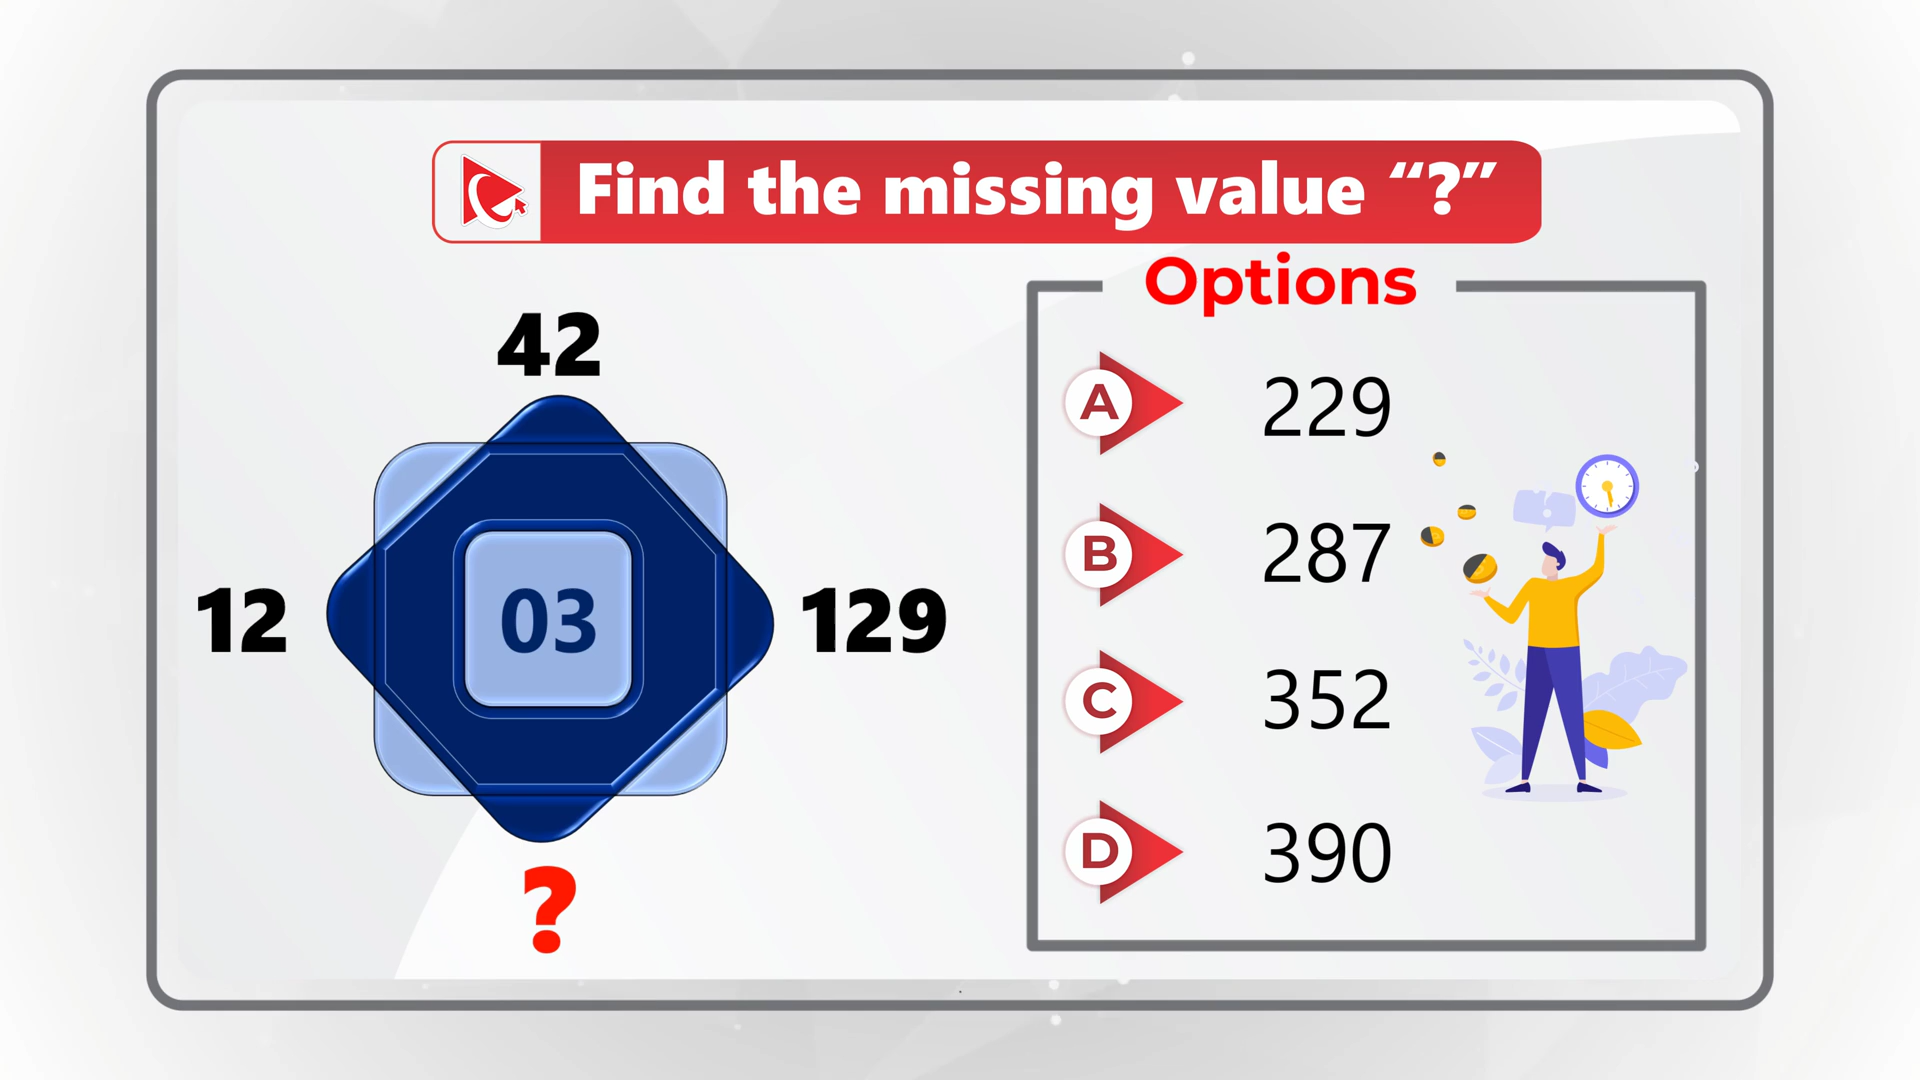 Find the missing value “?”
Options
42
12
03
129
?
A 229
B 287
C 352
D 390